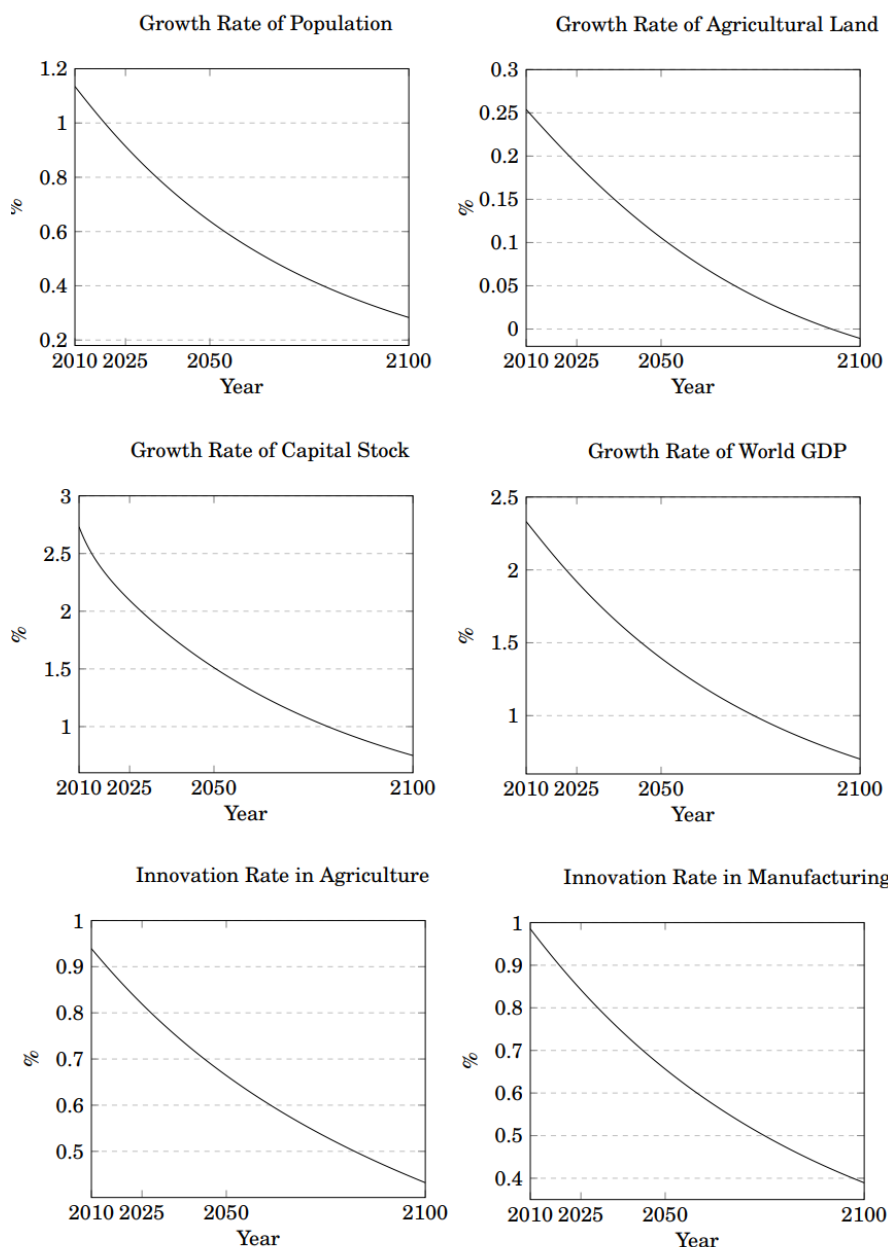 Growth Rate of Population
1.2
1
0.8
0.6
0.4
0.2
%
2010 2025 2050 2100
Year
Growth Rate of Agricultural Land
0.3
0.25
0.2
0.15
0.1
0.05
0
%
2010 2025 2050 2100
Year
Growth Rate of Capital Stock
3
2.5
2
1.5
1
%
2010 2025 2050 2100
Year
Growth Rate of World GDP
2.5
2
1.5
1
%
2010 2025 2050 2100
Year
Innovation Rate in Agriculture
1
0.9
0.8
0.7
0.6
0.5
%
2010 2025 2050 2100
Year
Innovation Rate in Manufacturing
1
0.9
0.8
0.7
0.6
0.5
0.4
%
2010 2025 2050 2100
Year